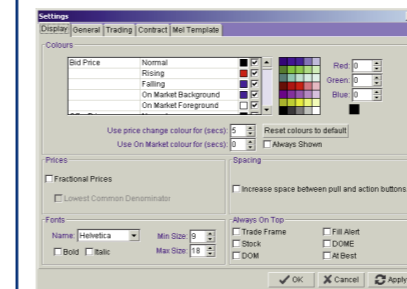 Settings
Display General Trading Contract Mel Template
Colours
Bid Price Normal
Rising
Falling
On Market Background
On Market Foreground
Red: 0
Green: 0
Blue: 0
Use price change colour for (secs): 5 Reset colours to default
Use On Market colour for (secs): 0 Always Shown
Prices
Fractional Prices
Lowest Common Denominator
Spacing
Increase space between pull and action buttons
Fonts
Name: Helvetica Min Size: 9
Bold Italic Max Size: 18
Always On Top
Trade Frame Fill Alert
Stock DOME
DOM At Best
OK Cancel Apply